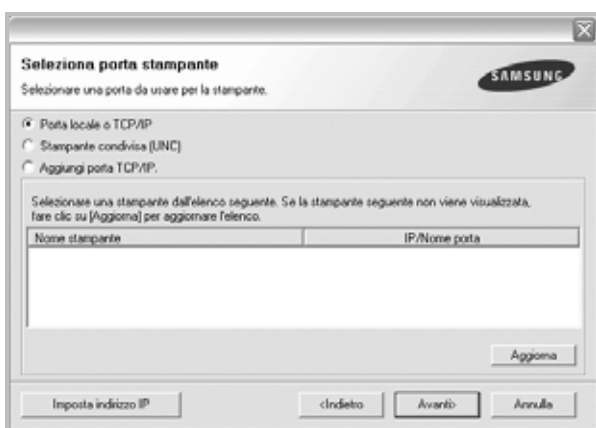 Seleziona porta stampante
SAMSUNG
Selezionare una porta da usare per la stampante.
Porta locale o TCP/IP
Stampante condivisa (UNC)
Aggiungi porta TCP/IP.
Selezionare una stampante dall'elenco seguente. Se la stampante seguente non viene visualizzata,
fare clic su [Aggiorna] per aggiornare l'elenco.
Nome stampante IP/Nome porta
Aggiorna
Imposta indirizzo IP <Indietro Avanti> Annulla